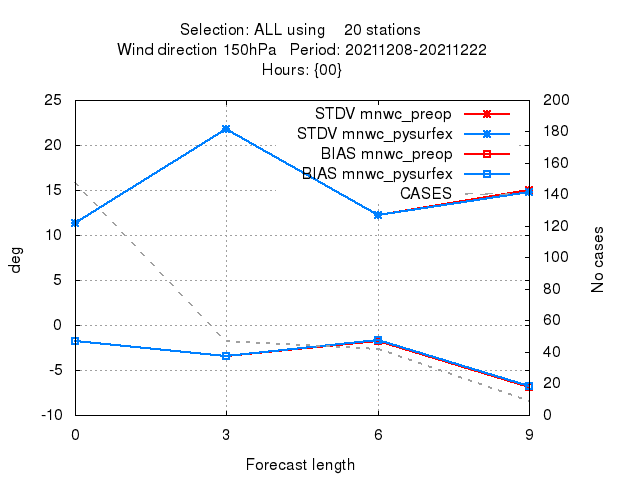 Selection: ALL using 20 stations
Wind direction 150hPa Period: 20211208-20211222
Hours: {00}
STDV mnwc_preop
STDV mnwc_pysurfex
BIAS mnwc_preop
BIAS mnwc_pysurfex
CASES
25
20
15
10
5
0
-5
-10
deg
200
180
160
140
120
100
80
60
40
20
0
No cases
0 3 6 9
Forecast length